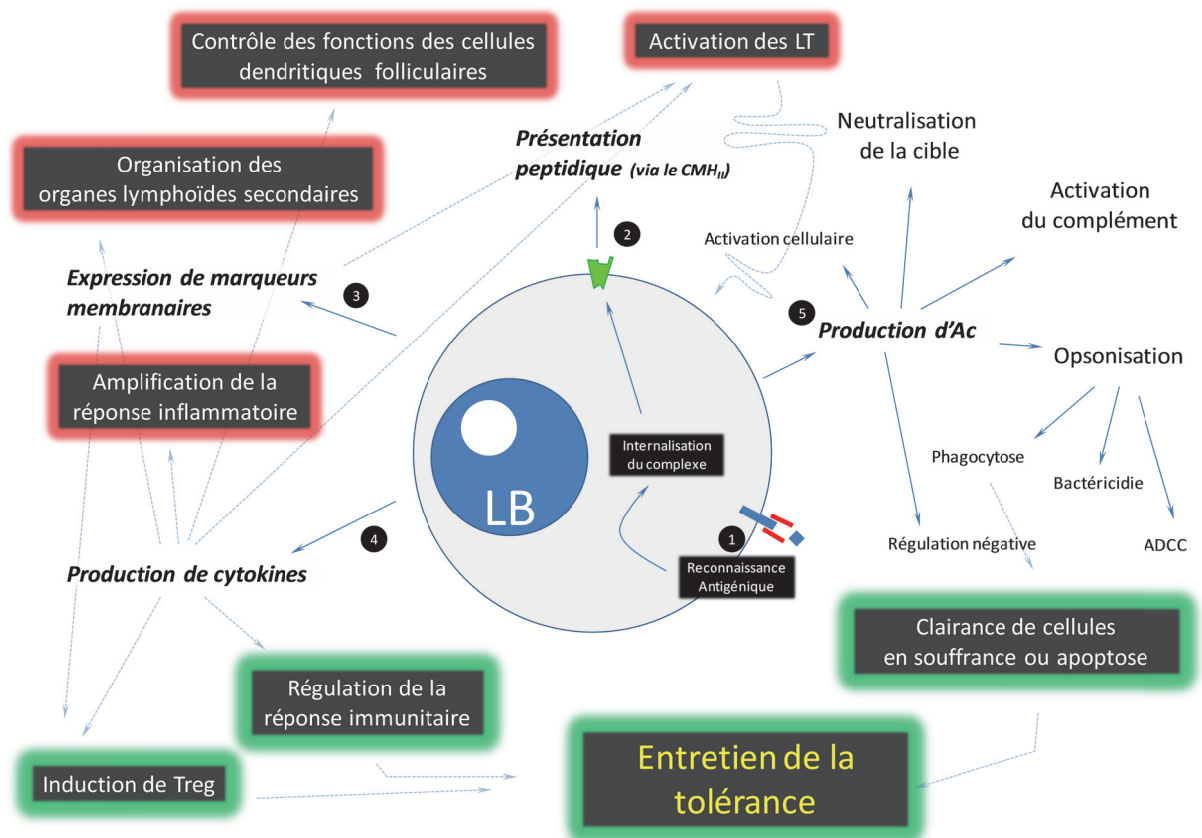 Contrôle des fonctions des cellules
dendritiques folliculaires
Activation des LT
Organisation des
organes lymphoïdes secondaires
Présentation
peptidique (via le CMHII)
Neutralisation
de la cible
Activation
du complément
2
Activation cellulaire
Expression de marqueurs
membranaires
3
5
Production d'Ac
Opsonisation
Amplification de la
réponse inflammatoire
Internalisation
du complexe
Phagocytose
Bactéricidie
LB
4
1
Régulation négative
ADCC
Production de cytokines
Reconnaissance
Antigénique
Clairance de cellules
en souffrance ou apoptose
Régulation de la
réponse immunitaire
Entretien de la
tolérance
Induction de Treg